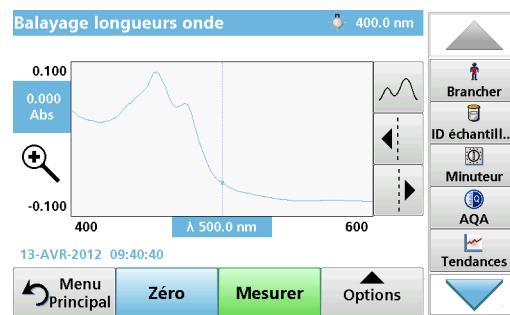 Balayage longueurs onde
400.0 nm
0.100
0.000
Abs
-0.100
400
λ 500.0 nm
600
13-AVR-2012 09:40:40
Menu
Principal
Zéro
Mesurer
Options
Brancher
ID échantill..
Minuteur
AQA
Tendances